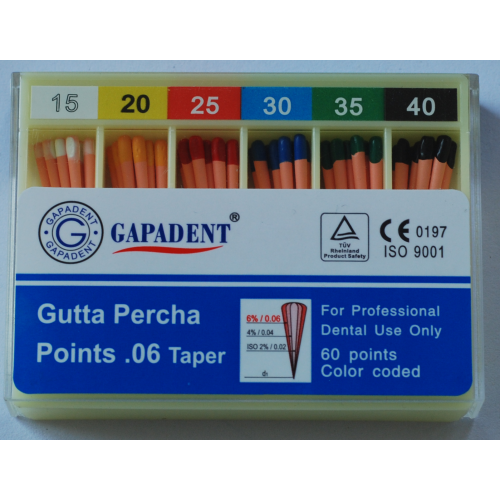 15 20 25 30 35 40
GAPADENT
G
GAPADENT
GAPADENT®
TÜV
Rheinland
Product Safety
CE 0197
ISO 9001
Gutta Percha
Points .06 Taper
6% / 0.06
4% / 0.04
ISO 2% / 0.02
For Professional
Dental Use Only
60 points
Color coded